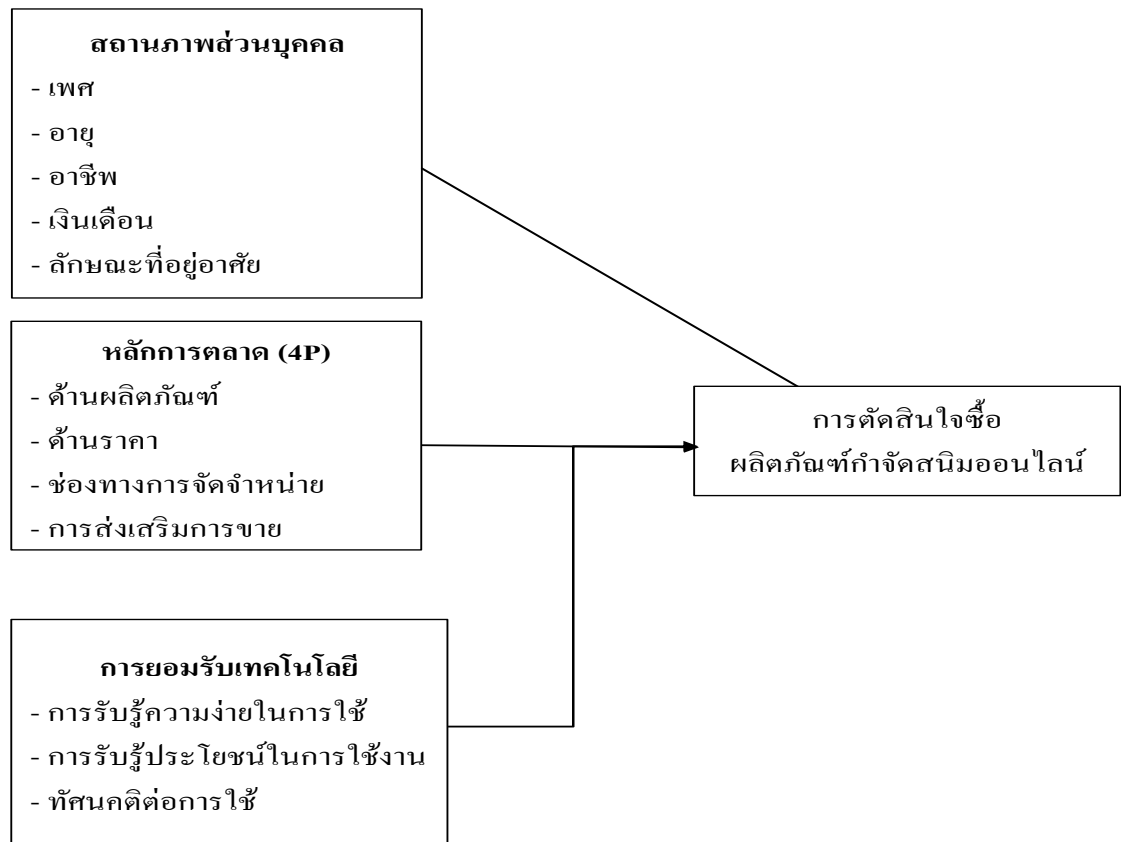 สถานภาพส่วนบุคคล
- เพศ
- อายุ
- อาชีพ
- เงินเดือน
- ลักษณะที่อยู่อาศัย
หลักการตลาด (4P)
- ด้านผลิตภัณฑ์
- ด้านราคา
- ช่องทางการจัดจำหน่าย
- การส่งเสริมการขาย
การยอมรับเทคโนโลยี
- การรับรู้ความง่ายในการใช้
- การรับรู้ประโยชน์ในการใช้งาน
- ทัศนคติต่อการใช้
การตัดสินใจซื้อ
ผลิตภัณฑ์กำจัดสนิมออนไลน์